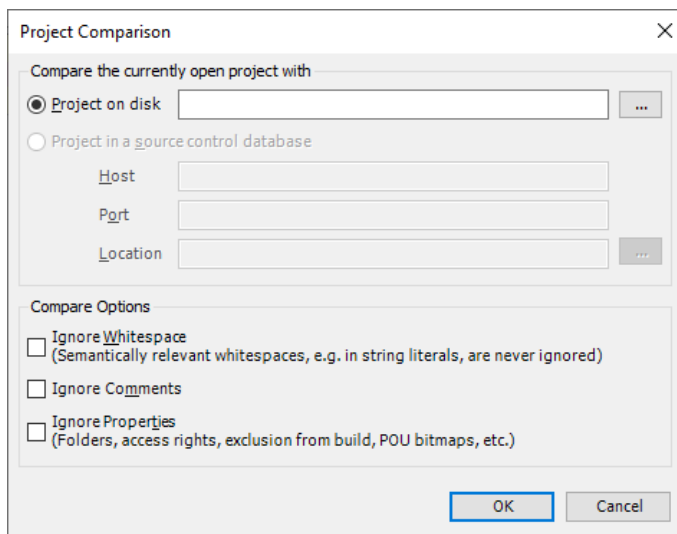 Project Comparison
Compare the currently open project with
Project on disk
...
Project in a source control database
Host
Port
Location
...
Compare Options
Ignore Whitespace
(Semantically relevant whitespaces, e.g. in string literals, are never ignored)
Ignore Comments
Ignore Properties
(Folders, access rights, exclusion from build, POU bitmaps, etc.)
OK Cancel